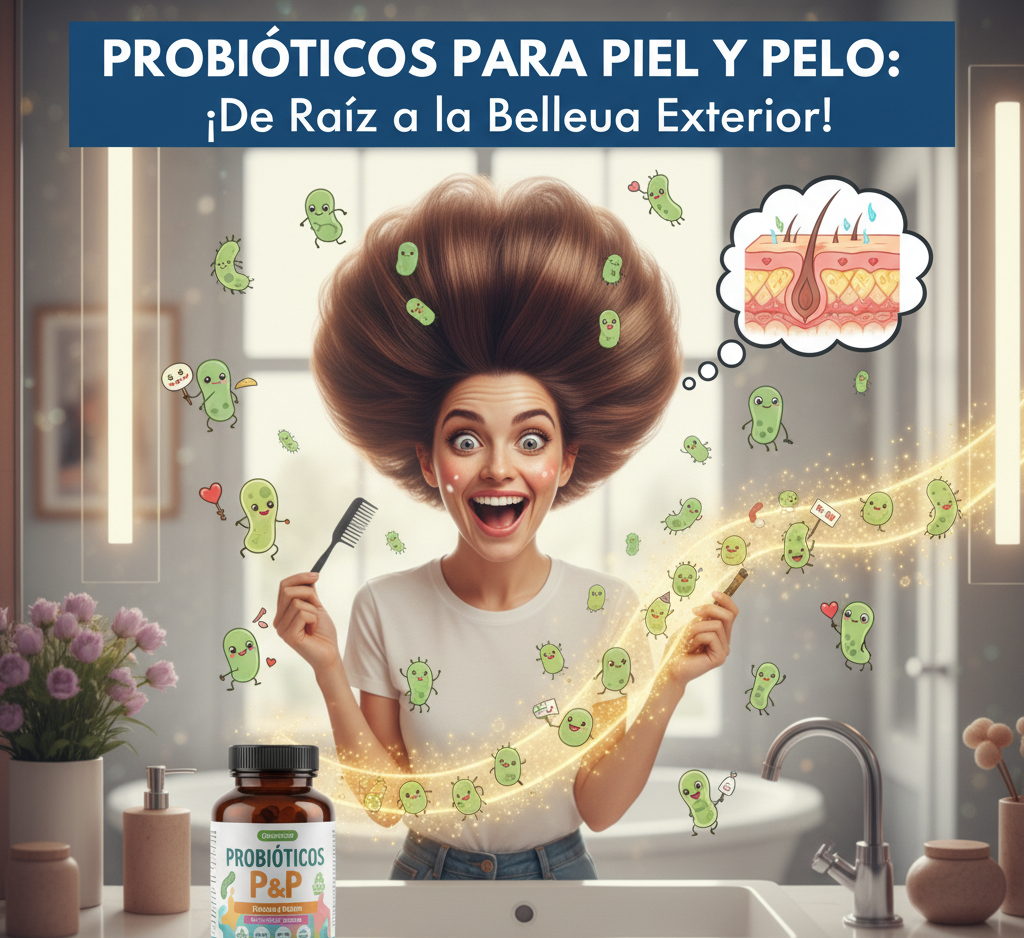 PROBIÓTICOS PARA PIEL Y PELO:
¡De Raíz a la Belleua Exterior!
PROBIÓTICOS
P&P